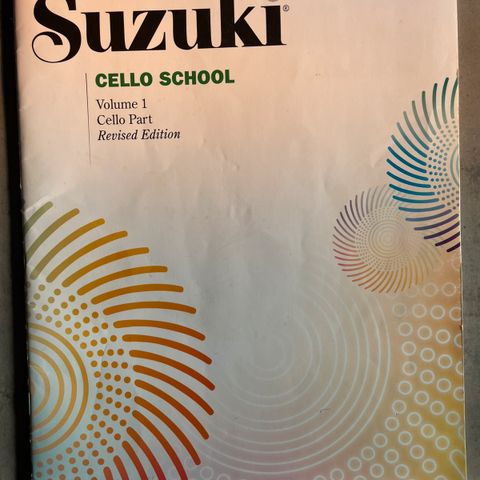 Suzuki®
CELLO SCHOOL
Volume 1
Cello Part
Revised Edition